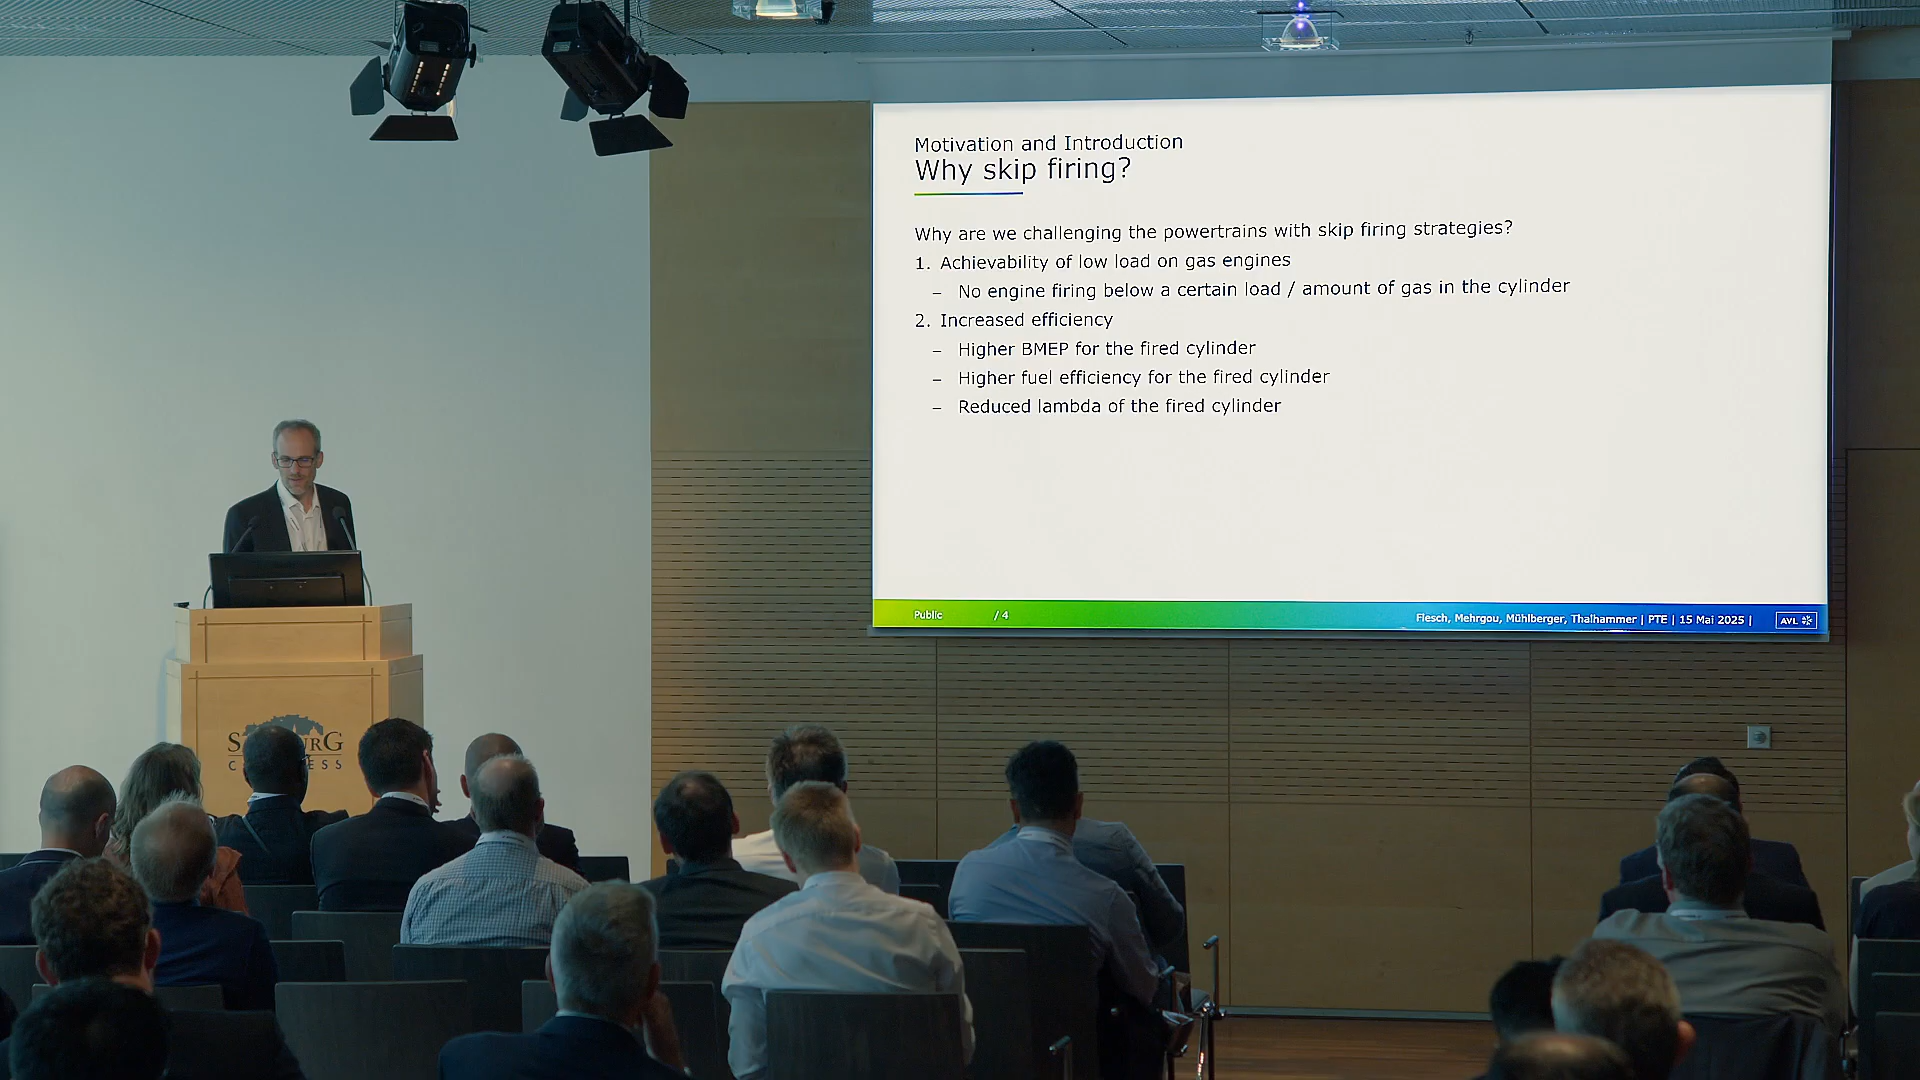 Motivation and Introduction
Why skip firing?
Why are we challenging the powertrains with skip firing strategies?
1. Achievability of low load on gas engines
– No engine firing below a certain load / amount of gas in the cylinder
2. Increased efficiency
– Higher BMEP for the fired cylinder
– Higher fuel efficiency for the fired cylinder
– Reduced lambda of the fired cylinder
Public / 4
Flesch, Mehrgou, Mühlberger, Thalhammer | PTE | 15 Mai 2025 |
AVL